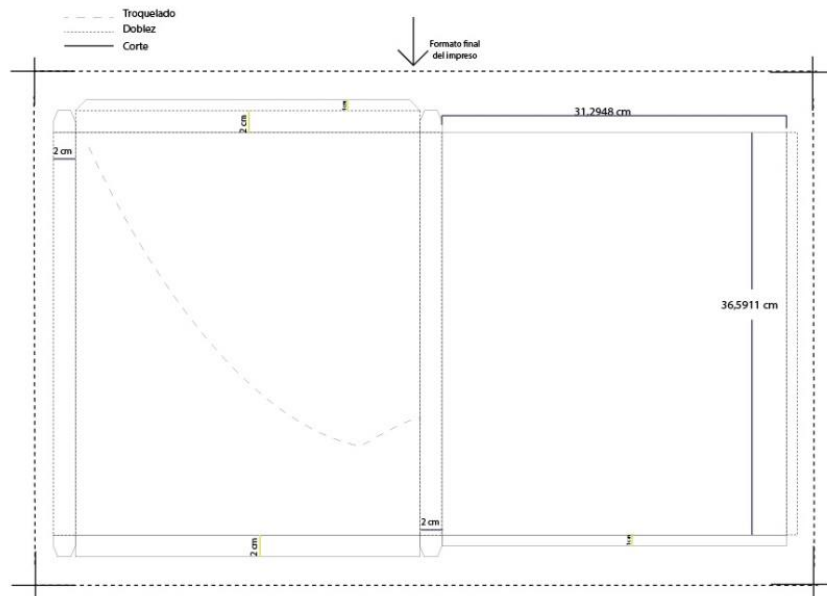 Troquelado
Doblez
Corte
Formato final
del impreso
31,2948 cm
2 cm
2 cm
36,5911 cm
2 cm
2 cm